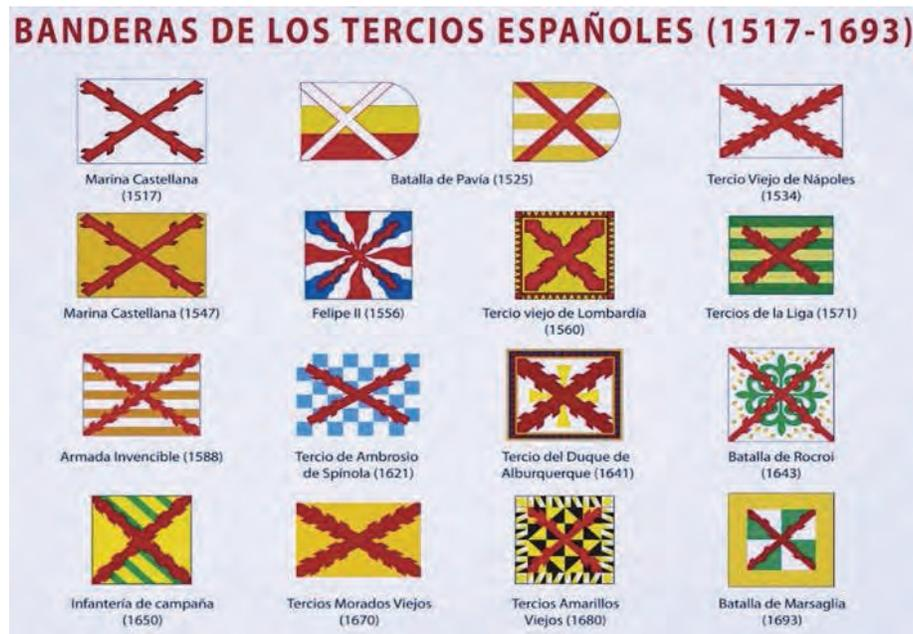 BANDERAS DE LOS TERCIOS ESPAÑOLES (1517-1693)
Marina Castellana
(1517)
Batalla de Pavía (1525)
Tercio Viejo de Nápoles
(1534)
Marina Castellana (1547)
Felipe II (1556)
Tercio viejo de Lombardía
(1560)
Tercios de la Liga (1571)
Armada Invencible (1588)
Tercio de Ambrosio
de Spínola (1621)
Tercio del Duque de
Alburquerque (1641)
Batalla de Rocroi
(1643)
Infantería de campaña
(1650)
Tercios Morados Viejos
(1670)
Tercios Amarillos
Viejos (1680)
Batalla de Marsaglia
(1693)